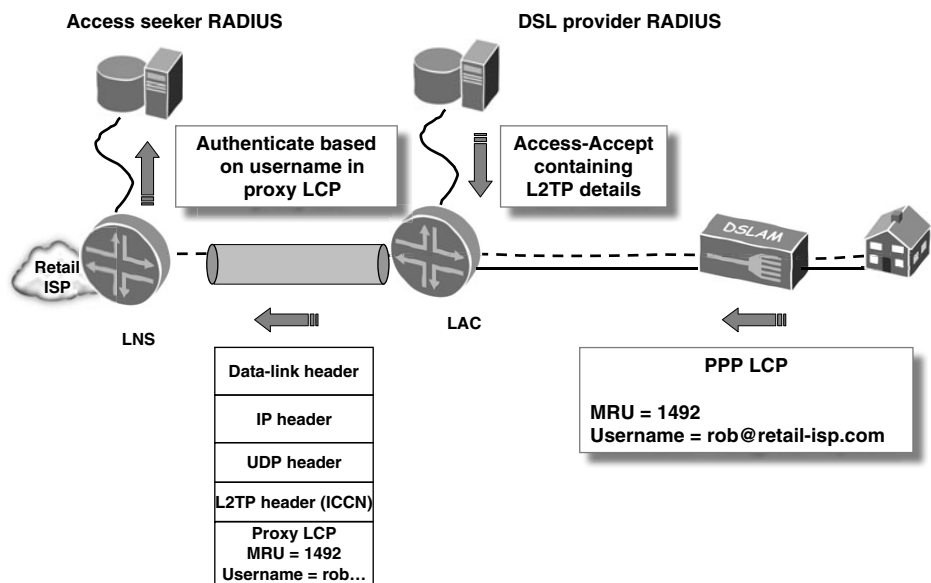 Access seeker RADIUS
DSL provider RADIUS
Authenticate based
on username in
proxy LCP
Access-Accept
containing
L2TP details
DSLAM
Retail
ISP
LNS
LAC
Data-link header
IP header
UDP header
L2TP header (ICCN)
Proxy LCP
MRU = 1492
Username = rob…
PPP LCP
MRU = 1492
Username = rob@retail-isp.com